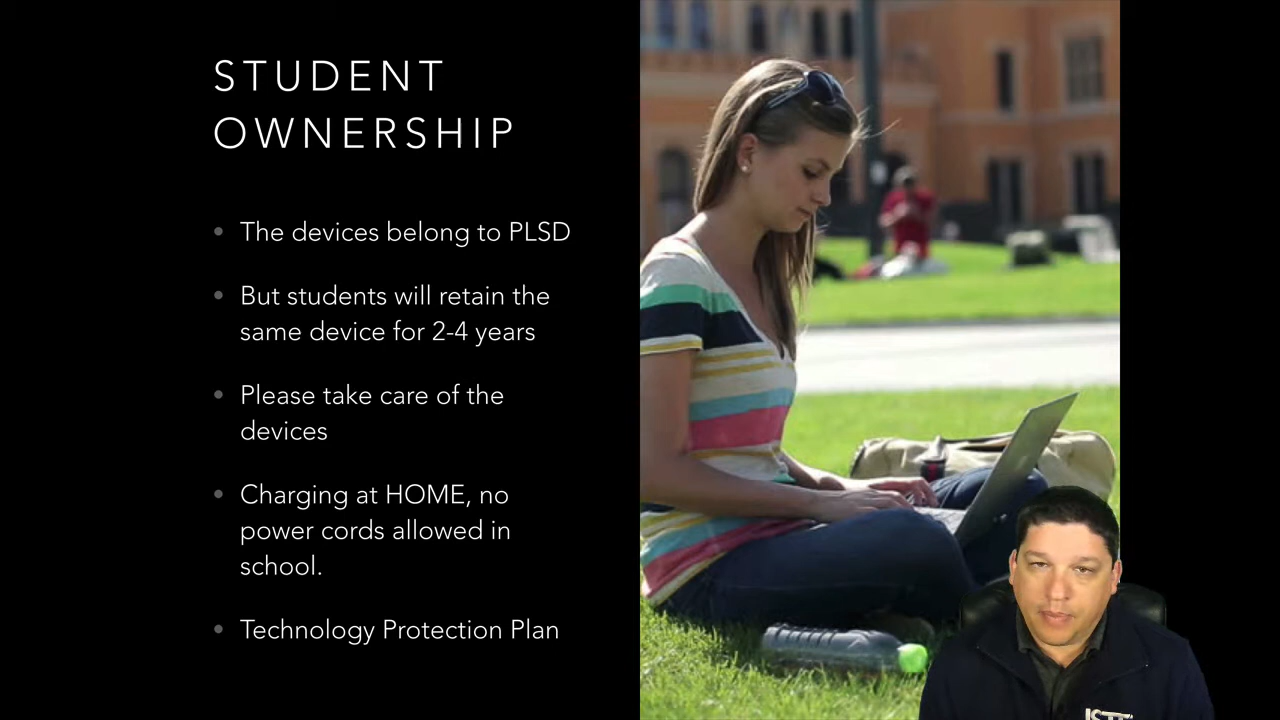 STUDENT
OWNERSHIP
• The devices belong to PLSD
• But students will retain the
same device for 2-4 years
• Please take care of the
devices
• Charging at HOME, no
power cords allowed in
school.
• Technology Protection Plan